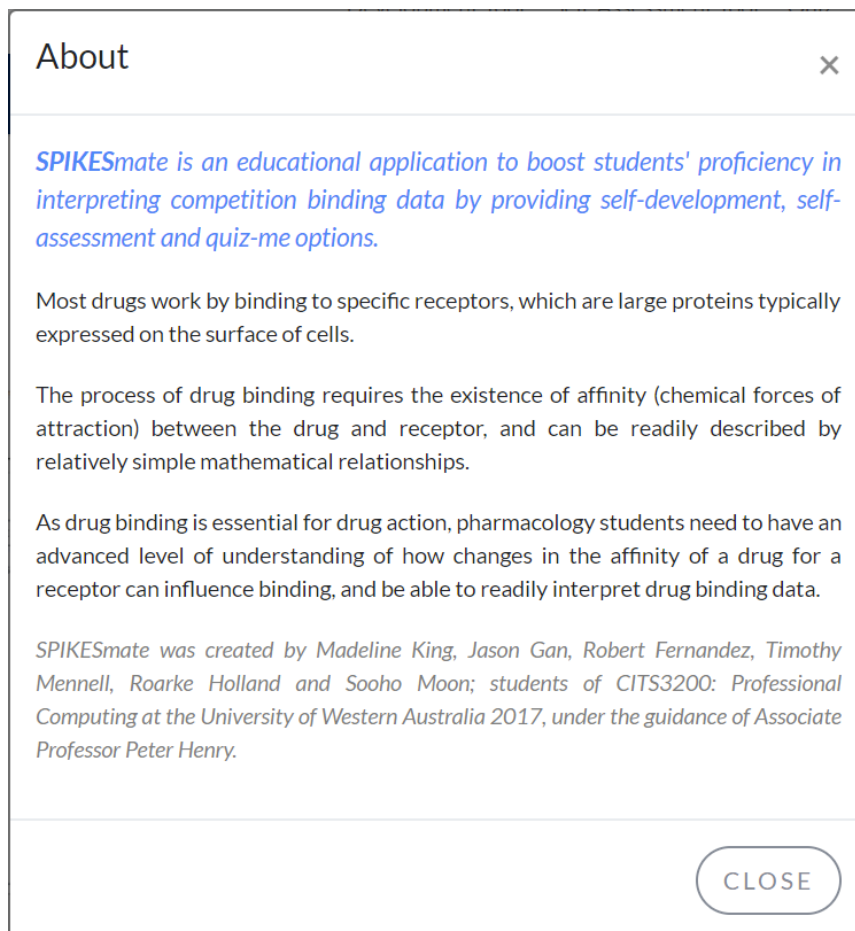 About
×
SPIKESmate is an educational application to boost students' proficiency in
interpreting competition binding data by providing self-development, self-
assessment and quiz-me options.
Most drugs work by binding to specific receptors, which are large proteins typically
expressed on the surface of cells.
The process of drug binding requires the existence of affinity (chemical forces of
attraction) between the drug and receptor, and can be readily described by
relatively simple mathematical relationships.
As drug binding is essential for drug action, pharmacology students need to have an
advanced level of understanding of how changes in the affinity of a drug for a
receptor can influence binding, and be able to readily interpret drug binding data.
SPIKESmate was created by Madeline King, Jason Gan, Robert Fernandez, Timothy
Mennell, Roarke Holland and Sooho Moon; students of CITS3200: Professional
Computing at the University of Western Australia 2017, under the guidance of Associate
Professor Peter Henry.
CLOSE